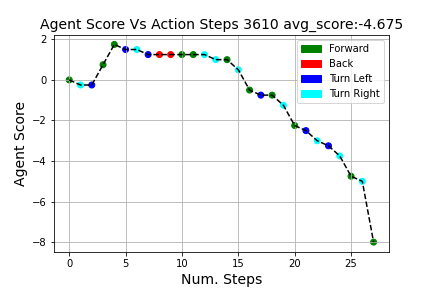 Agent Score Vs Action Steps 3610 avg_score:-4.675
2
0
−2
−4
−6
−8
Agent Score
Forward
Back
Turn Left
Turn Right
0 5 10 15 20 25
Num. Steps